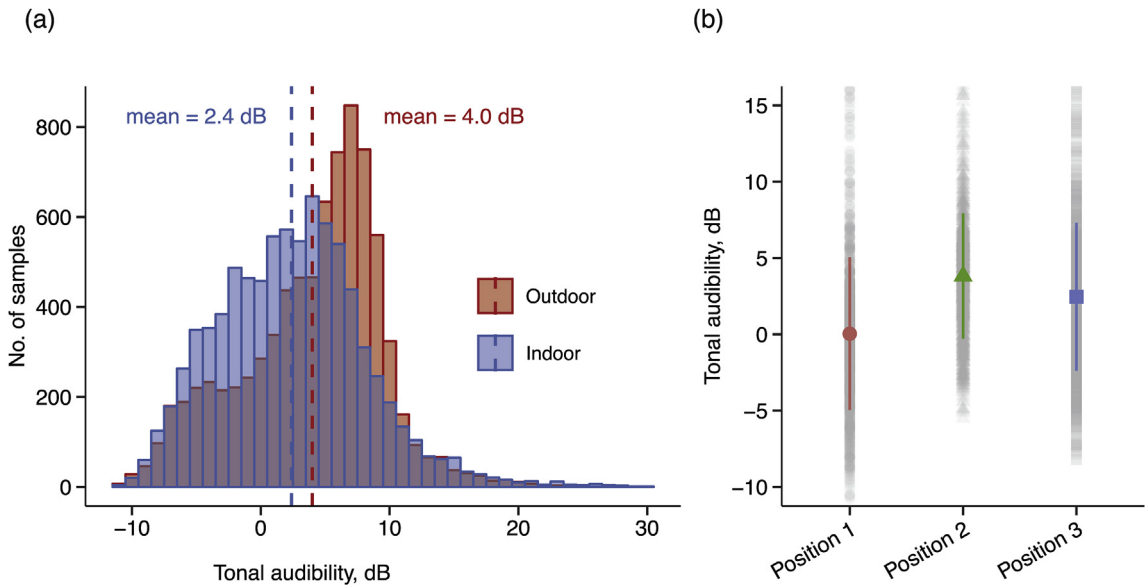 (a)
mean = 2.4 dB
mean = 4.0 dB
No. of samples
800
600
400
200
0
Outdoor
Indoor
−10
0
10
20
30
Tonal audibility, dB
(b)
Tonal audibility, dB
15
10
5
0
−5
−10
Position 1
Position 2
Position 3